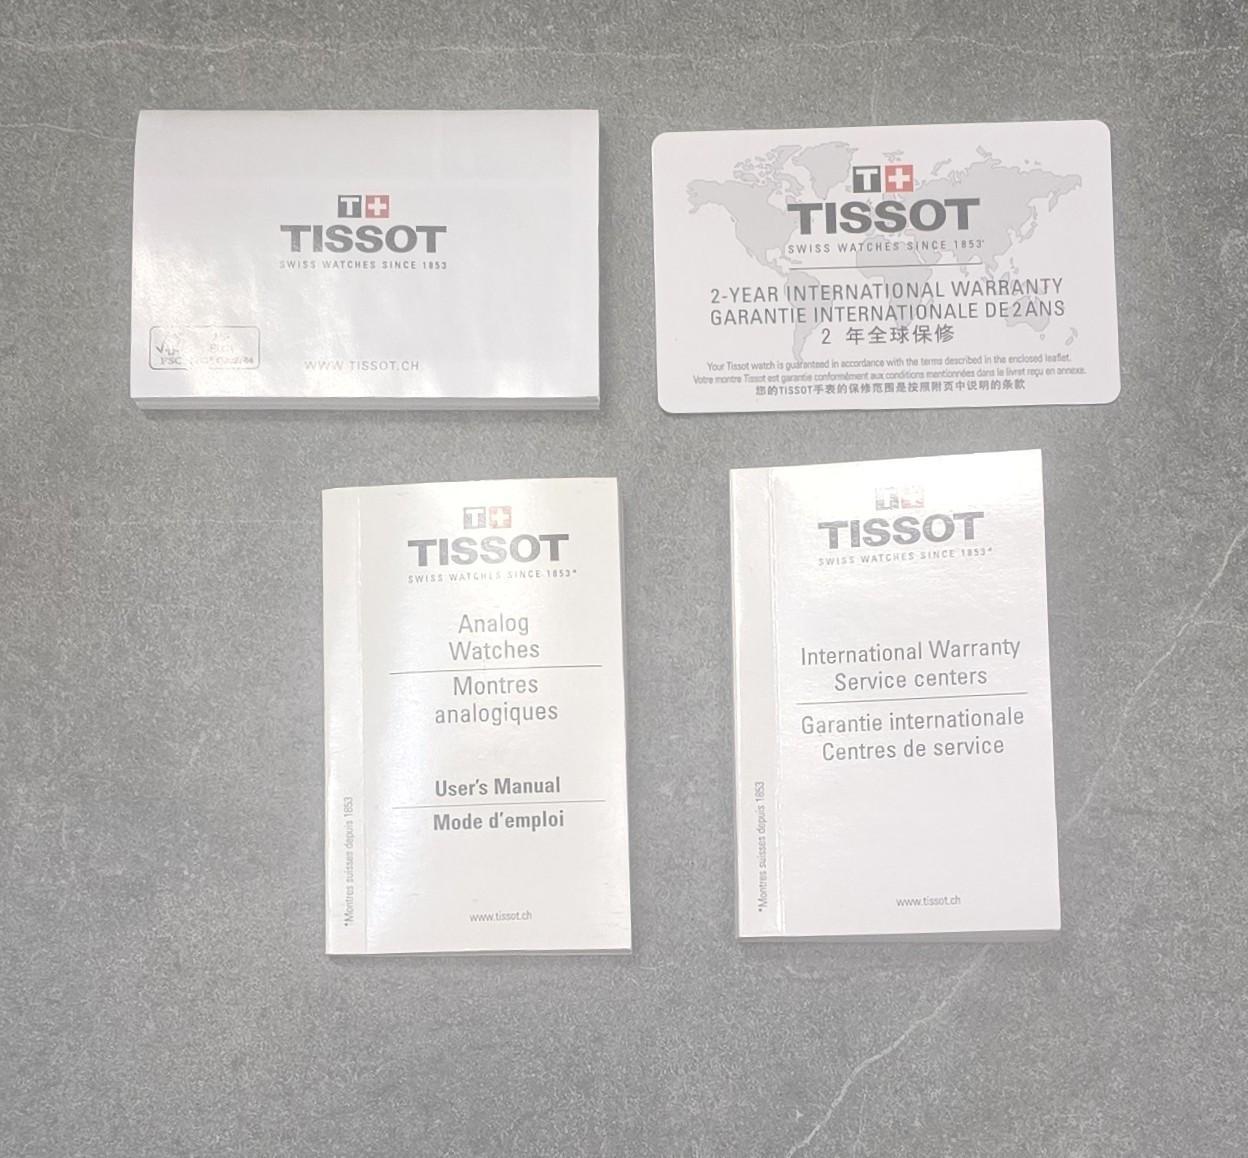 T
TISSOT
SWISS WATCHES SINCE 1853
FSC
WWW.TISSOT.CH
T
TISSOT
SWISS WATCHES SINCE 1853*
2-YEAR INTERNATIONAL WARRANTY
GARANTIE INTERNATIONALE DE 2 ANS
2 年全球保修
Your Tissot watch is guaranteed in accordance with the terms described in the enclosed leaflet.
Votre montre Tissot est garantie conformément aux conditions mentionnées dans le livret reçu en annexe.
您的TISSOT手表的保修范围是按照附页中说明的条款
T
TISSOT
SWISS WATCHES SINCE 1853*
Analog
Watches
Montres
analogiques
User's Manual
Mode d'emploi
*Montres suisses depuis 1853
www.tissot.ch
T
TISSOT
SWISS WATCHES SINCE 1853*
International Warranty
Service centers
Garantie internationale
Centres de service
*Montres suisses depuis 1853
www.tissot.ch